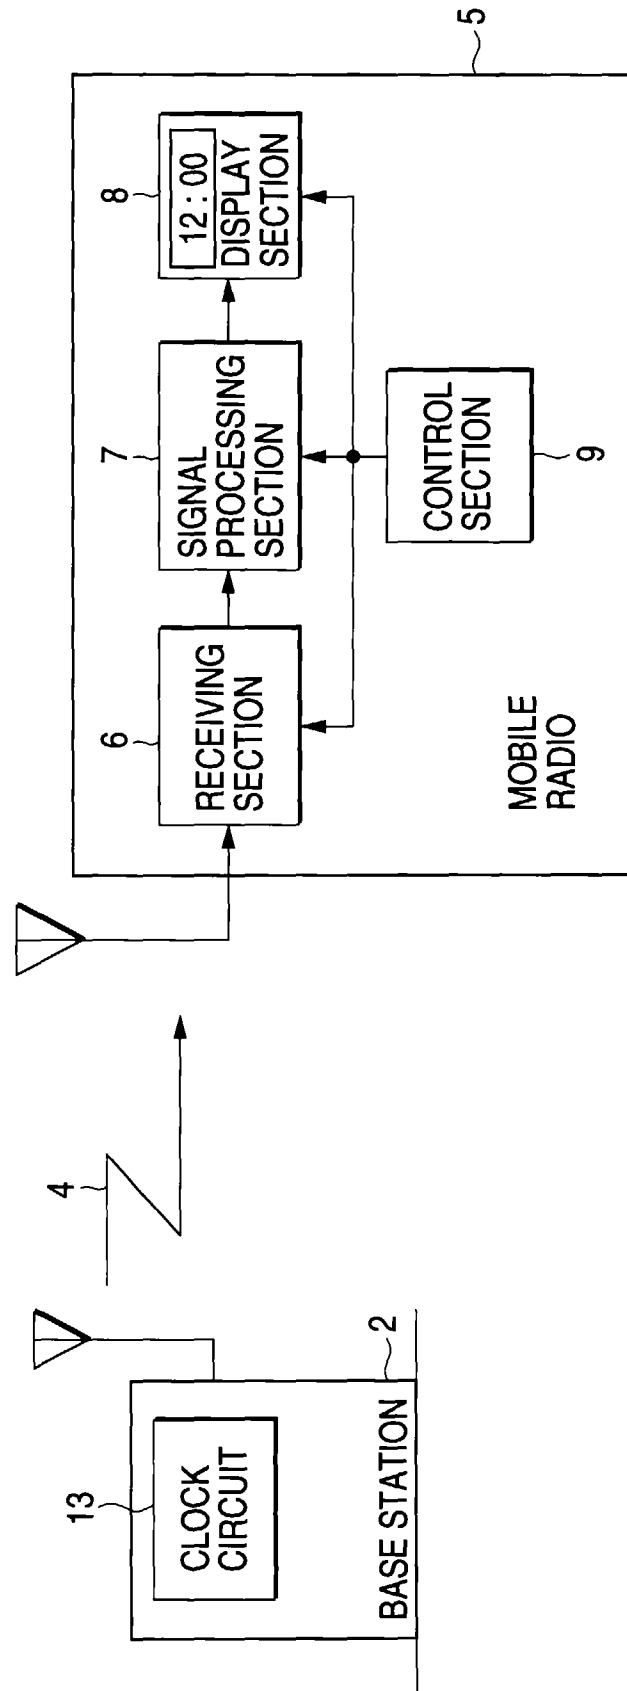 13
CLOCK
CIRCUIT
BASE STATION
2
4
5
6
RECEIVING
SECTION
7
SIGNAL
PROCESSING
SECTION
8
12:00
DISPLAY
SECTION
CONTROL
SECTION
9
MOBILE
RADIO